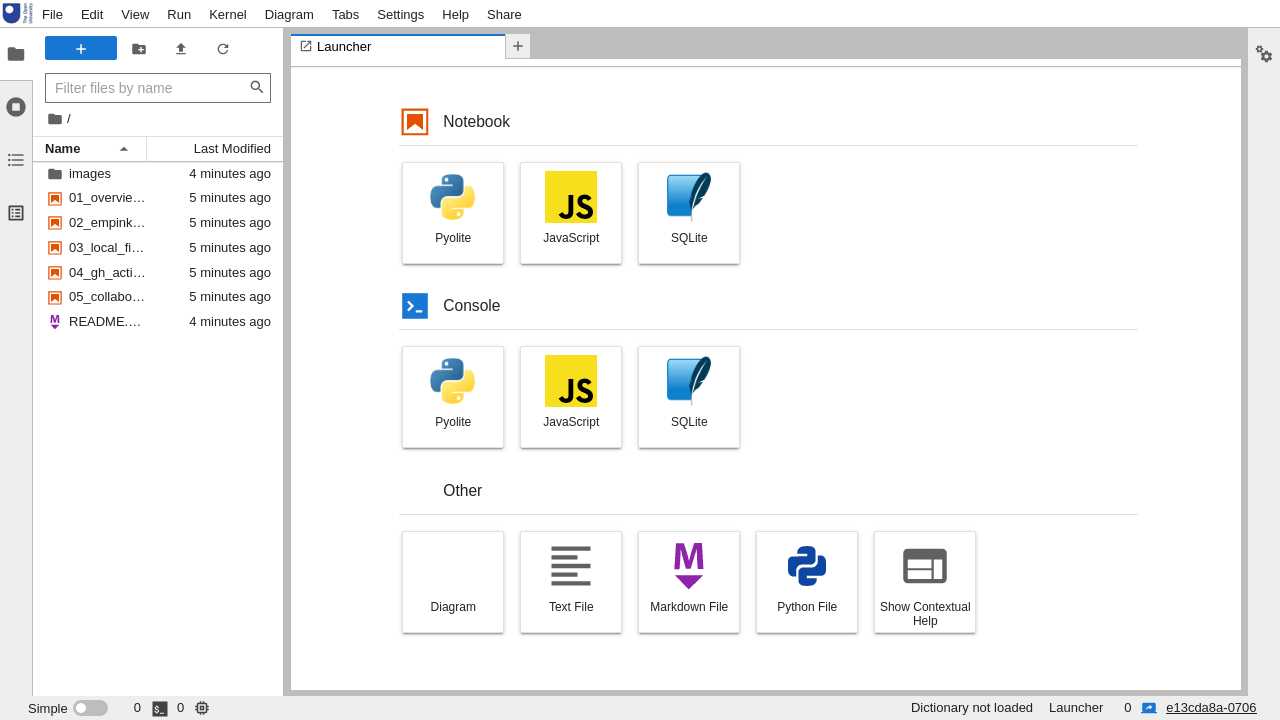 The Open
University
File Edit View Run Kernel Diagram Tabs Settings Help Share
Launcher
Filter files by name
/
Name Last Modified
images 4 minutes ago
01_overvie… 5 minutes ago
02_empink… 5 minutes ago
03_local_fi… 5 minutes ago
04_gh_acti… 5 minutes ago
05_collabo… 5 minutes ago
README.… 4 minutes ago
Notebook
Pyolite JavaScript SQLite
Console
Pyolite JavaScript SQLite
Other
Diagram Text File Markdown File Python File Show Contextual
Help
Simple 0 0 Dictionary not loaded Launcher 0 e13cda8a-0706